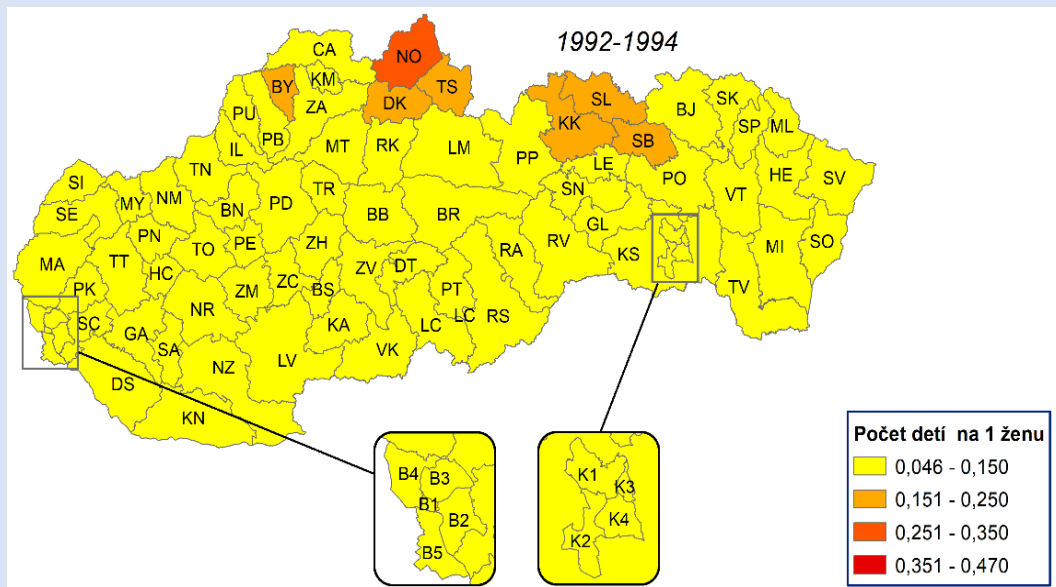 1992-1994
CA
NO
BY
KM
TS
DK
PU
ZA
SL
KK
BJ
SK
SP
ML
PB
IL
MT
RK
LM
PP
SB
LE
PO
VT
HE
SV
TN
SI
MY
NM
BN
PD
TR
SN
SE
BB
BR
GL
PN
TO
PE
ZH
RA
RV
KS
MI
SO
MA
TT
HC
ZV
DT
TV
PK
ZM
ZC
BS
PT
SC
NR
KA
LC
LC
RS
GA
SA
NZ
LV
VK
DS
KN
B4
B3
B1
B2
B5
K1
K3
K4
K2
Počet detí na 1 ženu
0,046 - 0,150
0,151 - 0,250
0,251 - 0,350
0,351 - 0,470